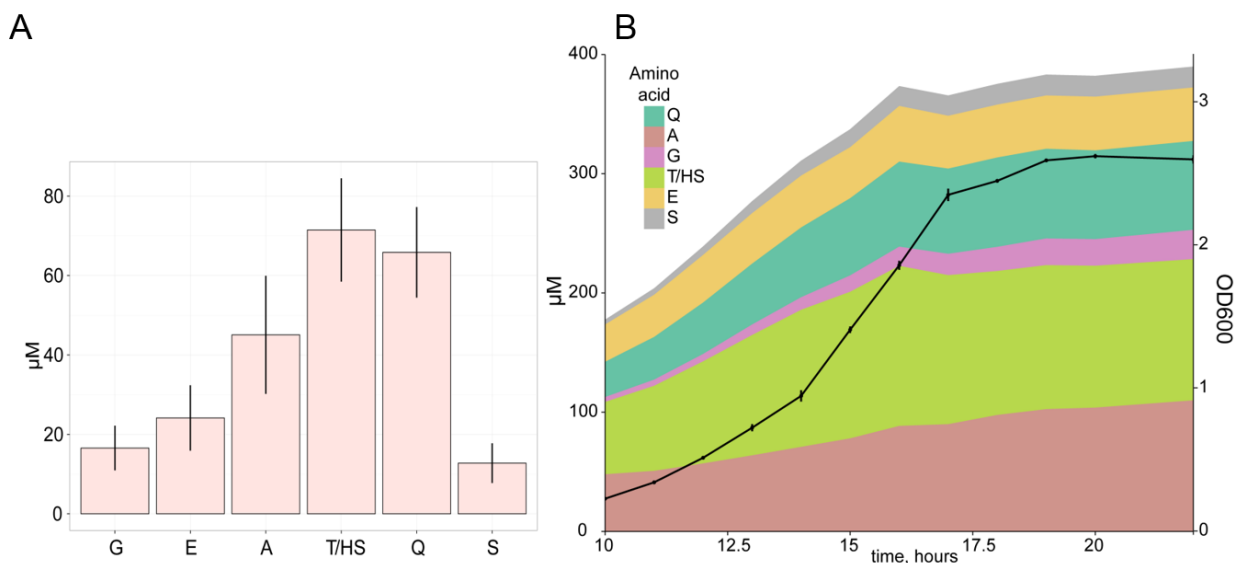 A
80
60
40
20
0
µM
G E A T/HS Q S
B
400
300
200
100
0
µM
Amino
acid
Q
A
G
T/HS
E
S
3
2
1
0
OD600
10 12.5 15 17.5 20
time, hours